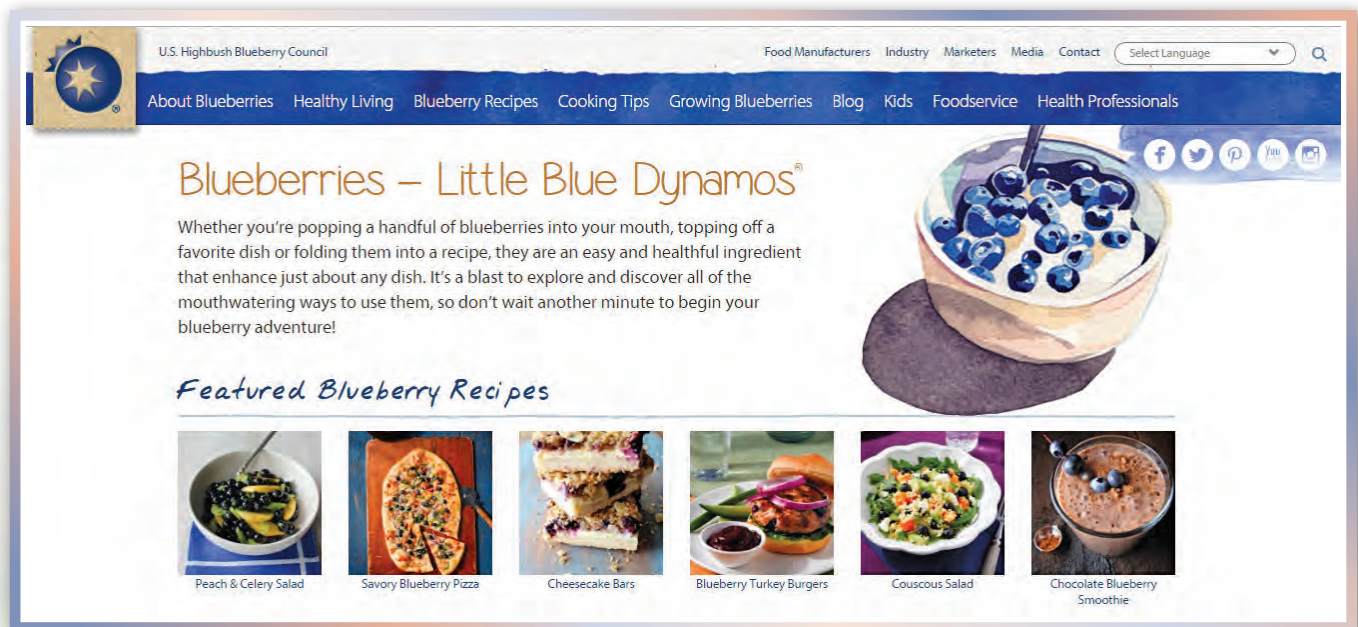 U.S. Highbush Blueberry Council
Food Manufacturers Industry Marketers Media Contact Select Language
®
About Blueberries Healthy Living Blueberry Recipes Cooking Tips Growing Blueberries Blog Kids Foodservice Health Professionals
You
Blueberries – Little Blue Dynamos®
Whether you're popping a handful of blueberries into your mouth, topping off a
favorite dish or folding them into a recipe, they are an easy and healthful ingredient
that enhance just about any dish. It's a blast to explore and discover all of the
mouthwatering ways to use them, so don't wait another minute to begin your
blueberry adventure!
Featured Blueberry Recipes
Peach & Celery Salad
Savory Blueberry Pizza
Cheesecake Bars
Blueberry Turkey Burgers
Couscous Salad
Chocolate Blueberry
Smoothie